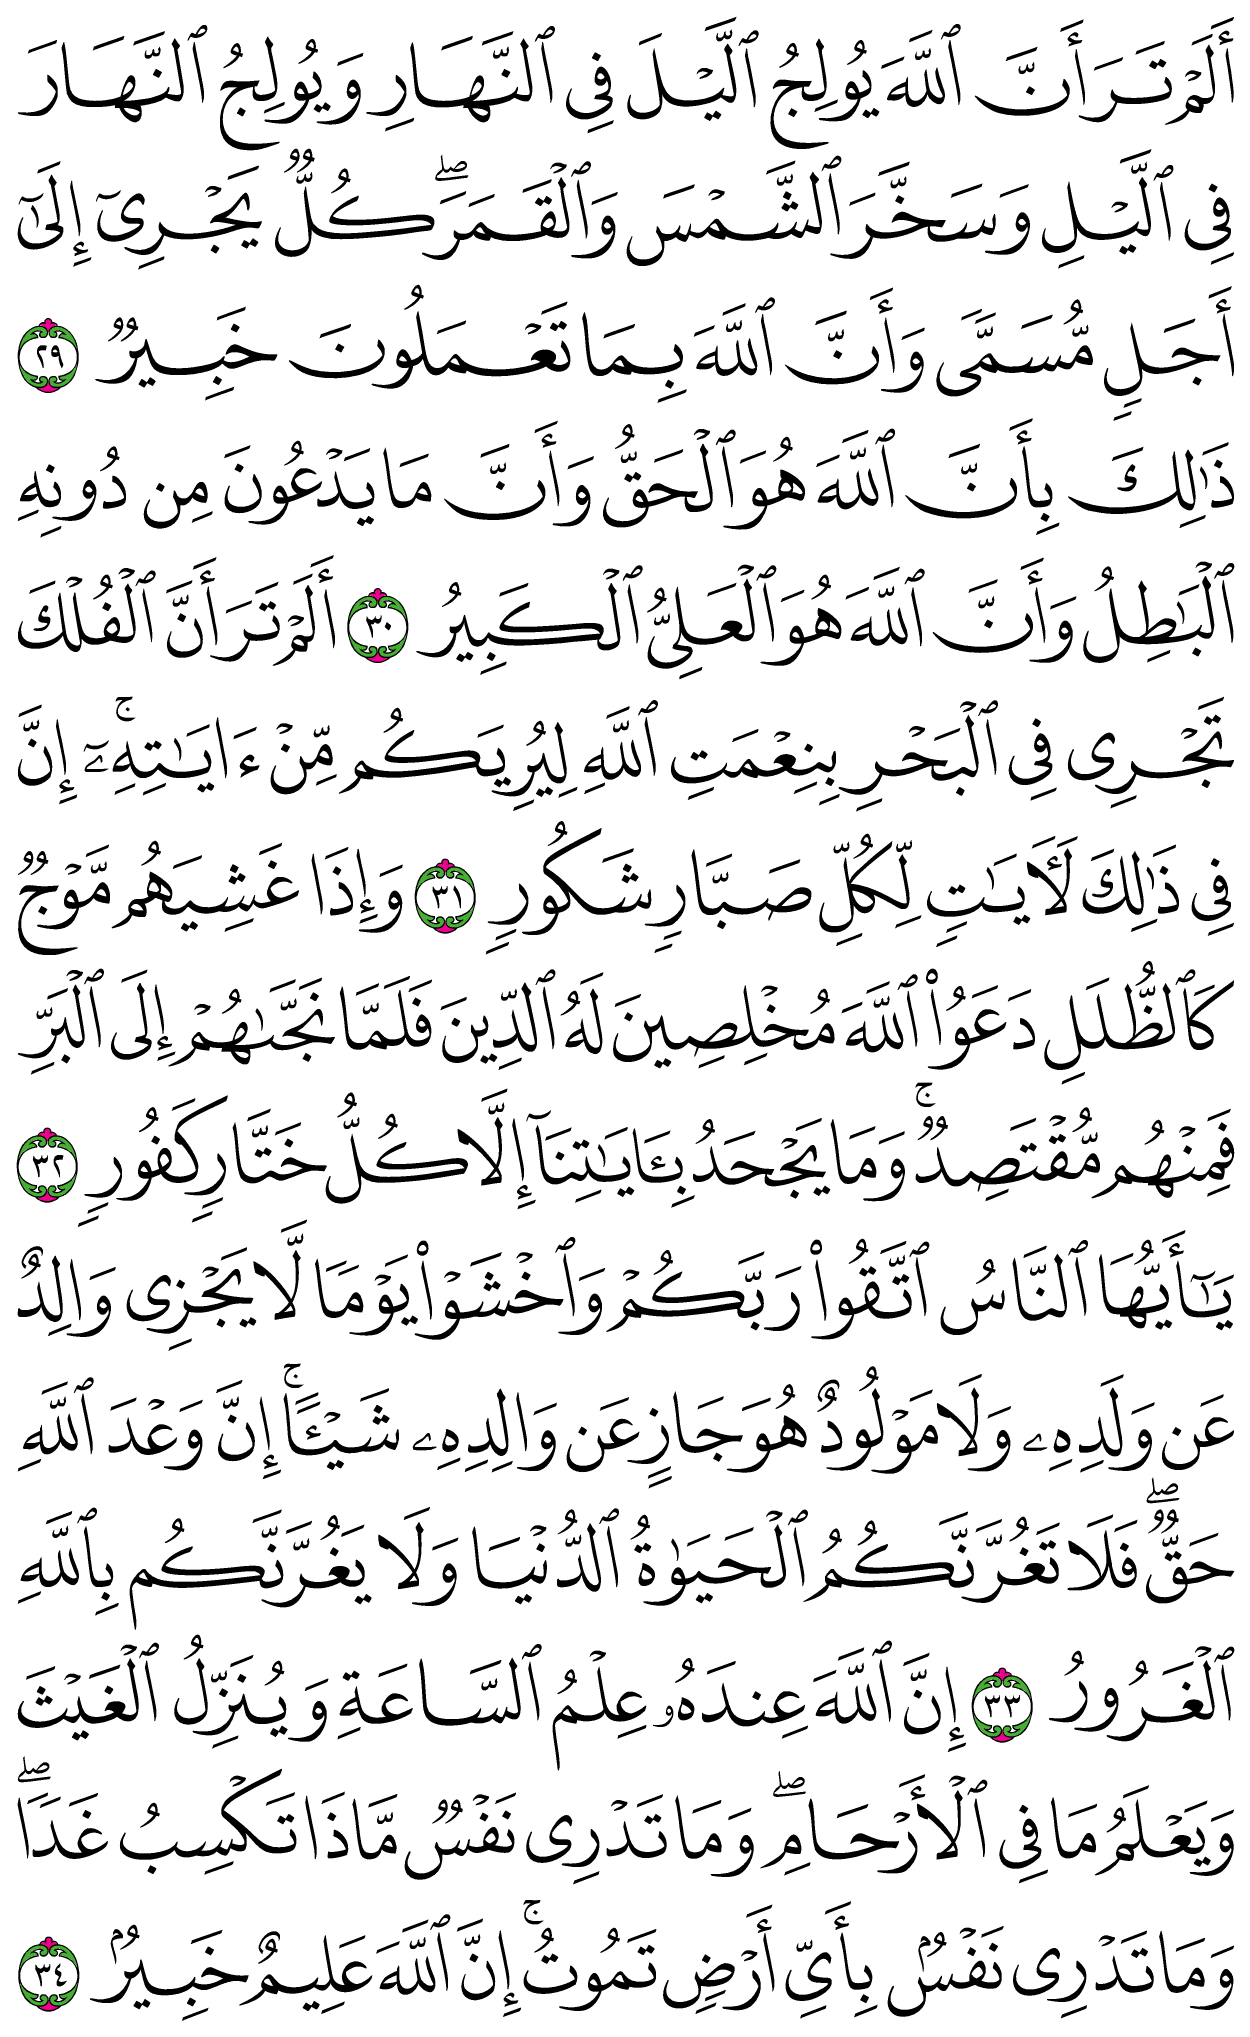 أَلَمۡ تَرَ أَنَّ ٱللَّهَ يُولِجُ ٱلَّيۡلَ فِي ٱلنَّهَارِ وَيُولِجُ ٱلنَّهَارَ
فِي ٱلَّيۡلِ وَسَخَّرَ ٱلشَّمۡسَ وَٱلۡقَمَرَۖ كُلّٞ يَجۡرِيٓ إِلَىٰٓ
أَجَلٖ مُّسَمّٗى وَأَنَّ ٱللَّهَ بِمَا تَعۡمَلُونَ خَبِيرٞ ٢٩
ذَٰلِكَ بِأَنَّ ٱللَّهَ هُوَ ٱلۡحَقُّ وَأَنَّ مَا يَدۡعُونَ مِن دُونِهِ
ٱلۡبَٰطِلُ وَأَنَّ ٱللَّهَ هُوَ ٱلۡعَلِيُّ ٱلۡكَبِيرُ ٣٠ أَلَمۡ تَرَ أَنَّ ٱلۡفُلۡكَ
تَجۡرِي فِي ٱلۡبَحۡرِ بِنِعۡمَتِ ٱللَّهِ لِيُرِيَكُم مِّنۡ ءَايَٰتِهِۦٓۚ إِنَّ
فِي ذَٰلِكَ لَأٓيَٰتٖ لِّكُلِّ صَبَّارٖ شَكُورٖ ٣١ وَإِذَا غَشِيَهُم مَّوۡجٞ
كَٱلظُّلَلِ دَعَوُاْ ٱللَّهَ مُخۡلِصِينَ لَهُ ٱلدِّينَ فَلَمَّا نَجَّىٰهُمۡ إِلَى ٱلۡبَرِّ
فَمِنۡهُم مُّقۡتَصِدٞۚ وَمَا يَجۡحَدُ بِـَٔايَٰتِنَآ إِلَّا كُلُّ خَتَّارٖ كَفُورٖ ٣٢
يَٰٓأَيُّهَا ٱلنَّاسُ ٱتَّقُواْ رَبَّكُمۡ وَٱخۡشَوۡاْ يَوۡمٗا لَّا يَجۡزِي وَالِدٌ
عَن وَلَدِهِۦ وَلَا مَوۡلُودٌ هُوَ جَازٍ عَن وَالِدِهِۦ شَيۡـًٔاۚ إِنَّ وَعۡدَ ٱللَّهِ
حَقّٞۖ فَلَا تَغُرَّنَّكُمُ ٱلۡحَيَوٰةُ ٱلدُّنۡيَا وَلَا يَغُرَّنَّكُم بِٱللَّهِ
ٱلۡغَرُورُ ٣٣ إِنَّ ٱللَّهَ عِندَهُۥ عِلۡمُ ٱلسَّاعَةِ وَيُنَزِّلُ ٱلۡغَيۡثَ
وَيَعۡلَمُ مَا فِي ٱلۡأَرۡحَامِۖ وَمَا تَدۡرِي نَفۡسٞ مَّاذَا تَكۡسِبُ غَدٗاۖ
وَمَا تَدۡرِي نَفۡسُۢ بِأَيِّ أَرۡضٖ تَمُوتُۚ إِنَّ ٱللَّهَ عَلِيمٌ خَبِيرُۢ ٣٤